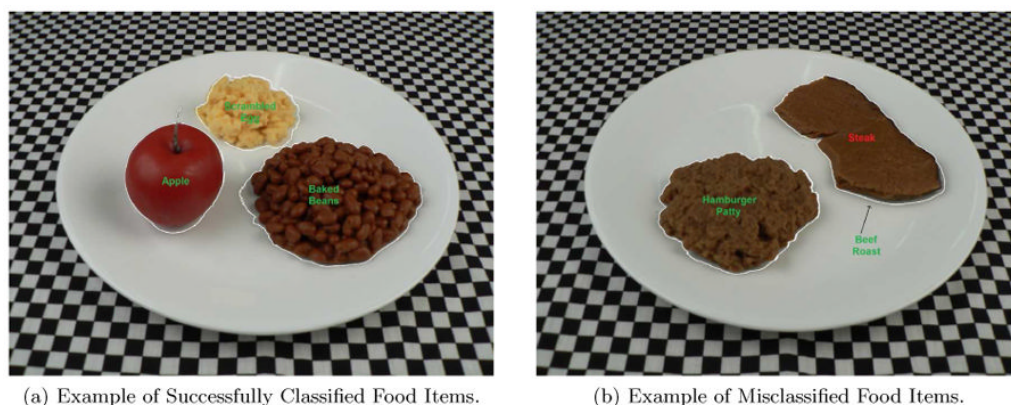 Scrambled
Egg
Apple
Baked
Beans
Steak
Hamburger
Patty
Beef
Roast
(a) Example of Successfully Classified Food Items.
(b) Example of Misclassified Food Items.